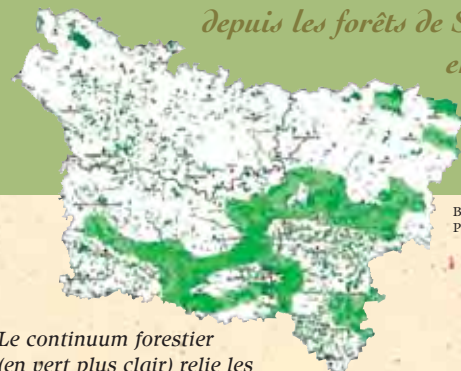 depuis les forêts de S
e
B
P
Le continuum forestier
(en vert plus clair) relie les